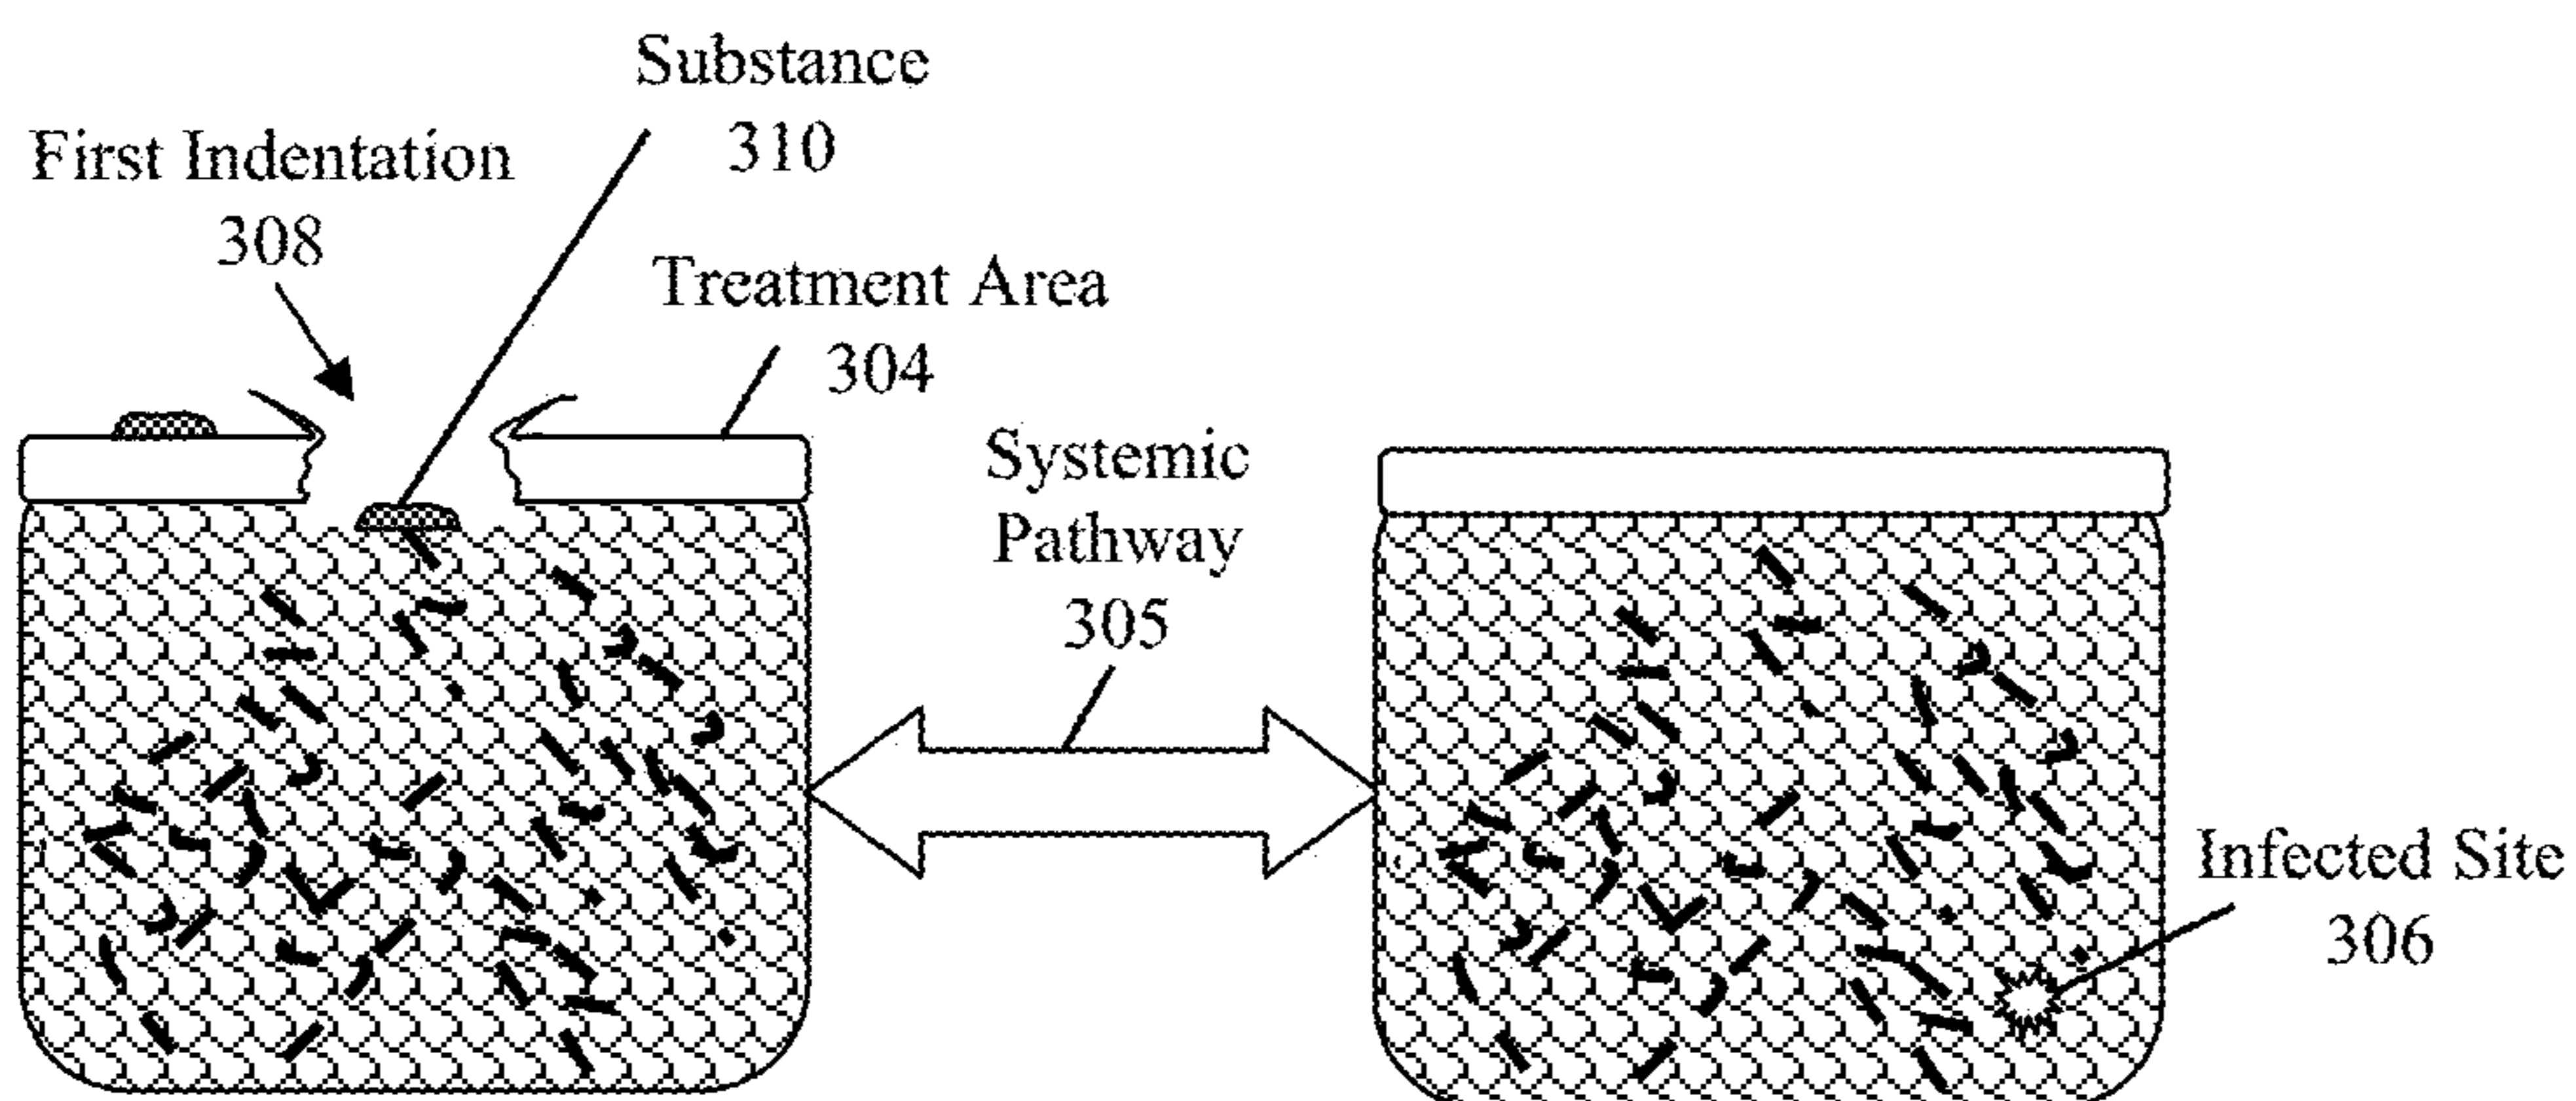 Substance
310
First Indentation
308
Treatment Area
304
Systemic
Pathway
305
Infected Site
306